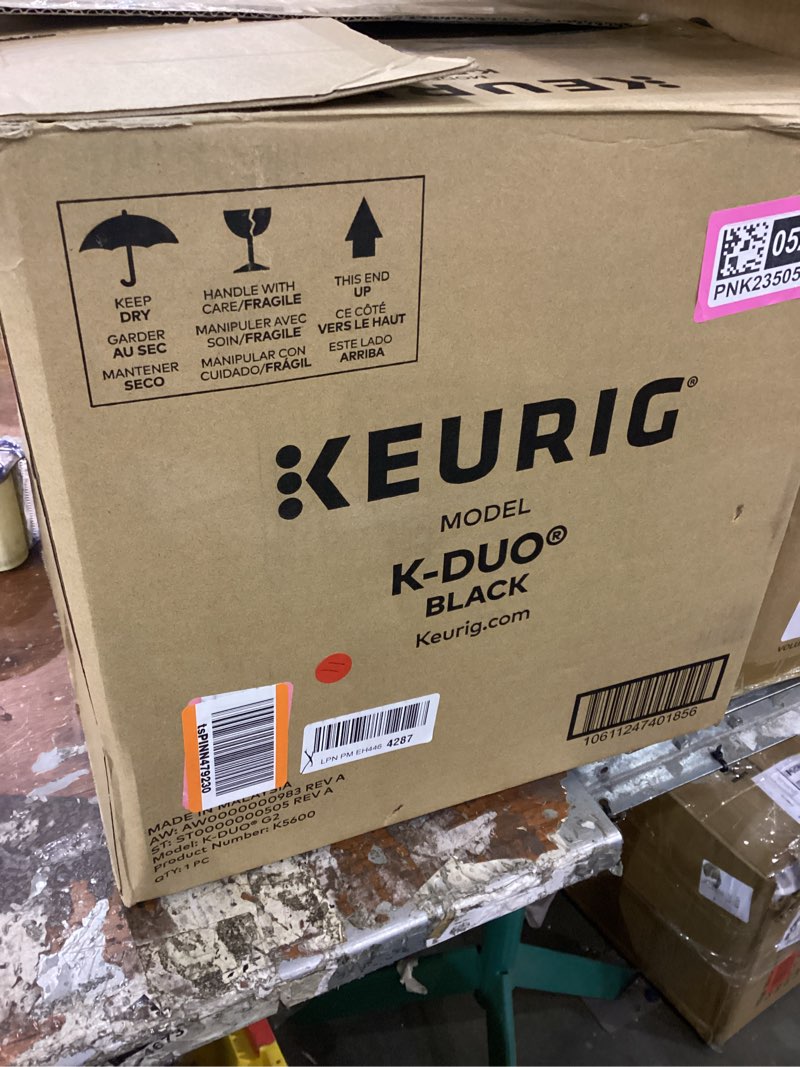 KEUR
KEEP
DRY
GARDER
AU SEC
MANTENER
SECO
HANDLE WITH
CARE/FRAGILE
MANIPULER AVEC
SOIN/FRAGILE
MANIPULAR CON
CUIDADO/FRÁGIL
THIS END
UP
CE CÔTÉ
VERS LE HAUT
ESTE LADO
ARRIBA
05
PNK23505
KEURIG®
MODEL
K-DUO®
BLACK
Keurig.com
tsPINN479230
X
LPN PM EH446 4287
10611247401856
MADE IN MALAYSIA
AW: AW0000000983 REV A
ST: ST0000000505 REV A
Model: K-DUO® G2
Product Number: K5600
QTY: 1 PC